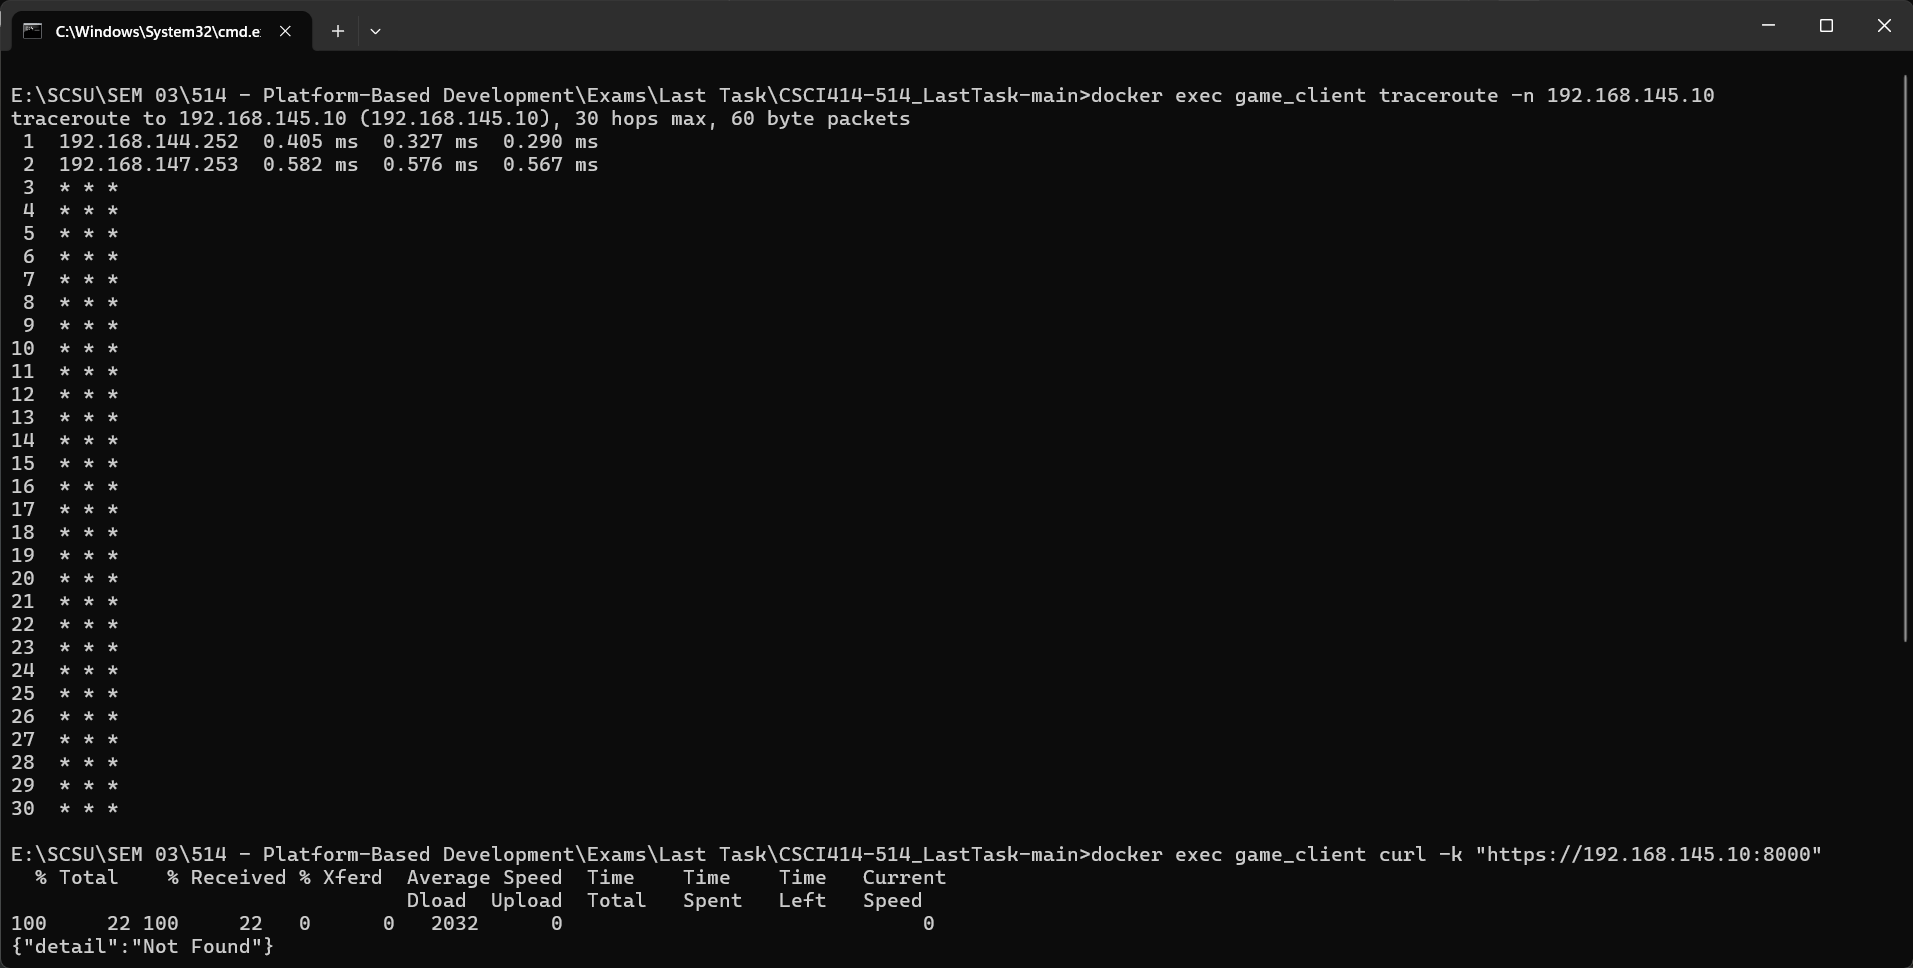 C:\Windows\System32\cmd.e:
E:\SCSU\SEM 03\514 - Platform-Based Development\Exams\Last Task\CSCI414-514_LastTask-main>docker exec game_client traceroute -n 192.168.145.10
traceroute to 192.168.145.10 (192.168.145.10), 30 hops max, 60 byte packets
 1  192.168.144.252  0.405 ms  0.327 ms  0.290 ms
 2  192.168.147.253  0.582 ms  0.576 ms  0.567 ms
 3  * * *
 4  * * *
 5  * * *
 6  * * *
 7  * * *
 8  * * *
 9  * * *
10  * * *
11  * * *
12  * * *
13  * * *
14  * * *
15  * * *
16  * * *
17  * * *
18  * * *
19  * * *
20  * * *
21  * * *
22  * * *
23  * * *
24  * * *
25  * * *
26  * * *
27  * * *
28  * * *
29  * * *
30  * * *
E:\SCSU\SEM 03\514 - Platform-Based Development\Exams\Last Task\CSCI414-514_LastTask-main>docker exec game_client curl -k "https://192.168.145.10:8000"
  % Total    % Received % Xferd  Average Speed  Time    Time    Time   Current
                                 Dload  Upload  Total   Spent   Left   Speed
100     22 100     22   0      0   2032      0                              0
{"detail":"Not Found"}